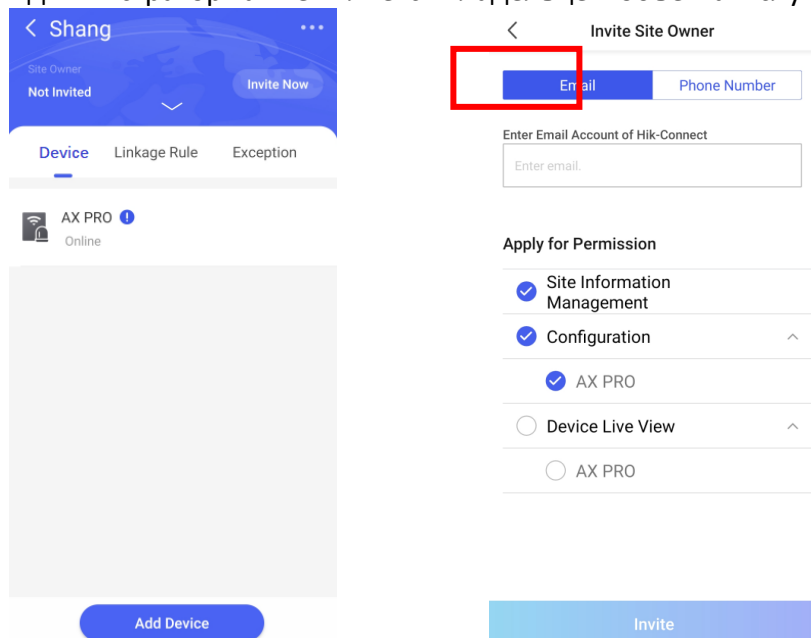 Shang
Site Owner
Not Invited
Invite Now
Device
Linkage Rule
Exception
AX PRO
Online
Add Device
Invite Site Owner
Email
Phone Number
Enter Email Account of Hik-Connect
Enter email.
Apply for Permission
Site Information
Management
Configuration
AX PRO
Device Live View
AX PRO
Invite